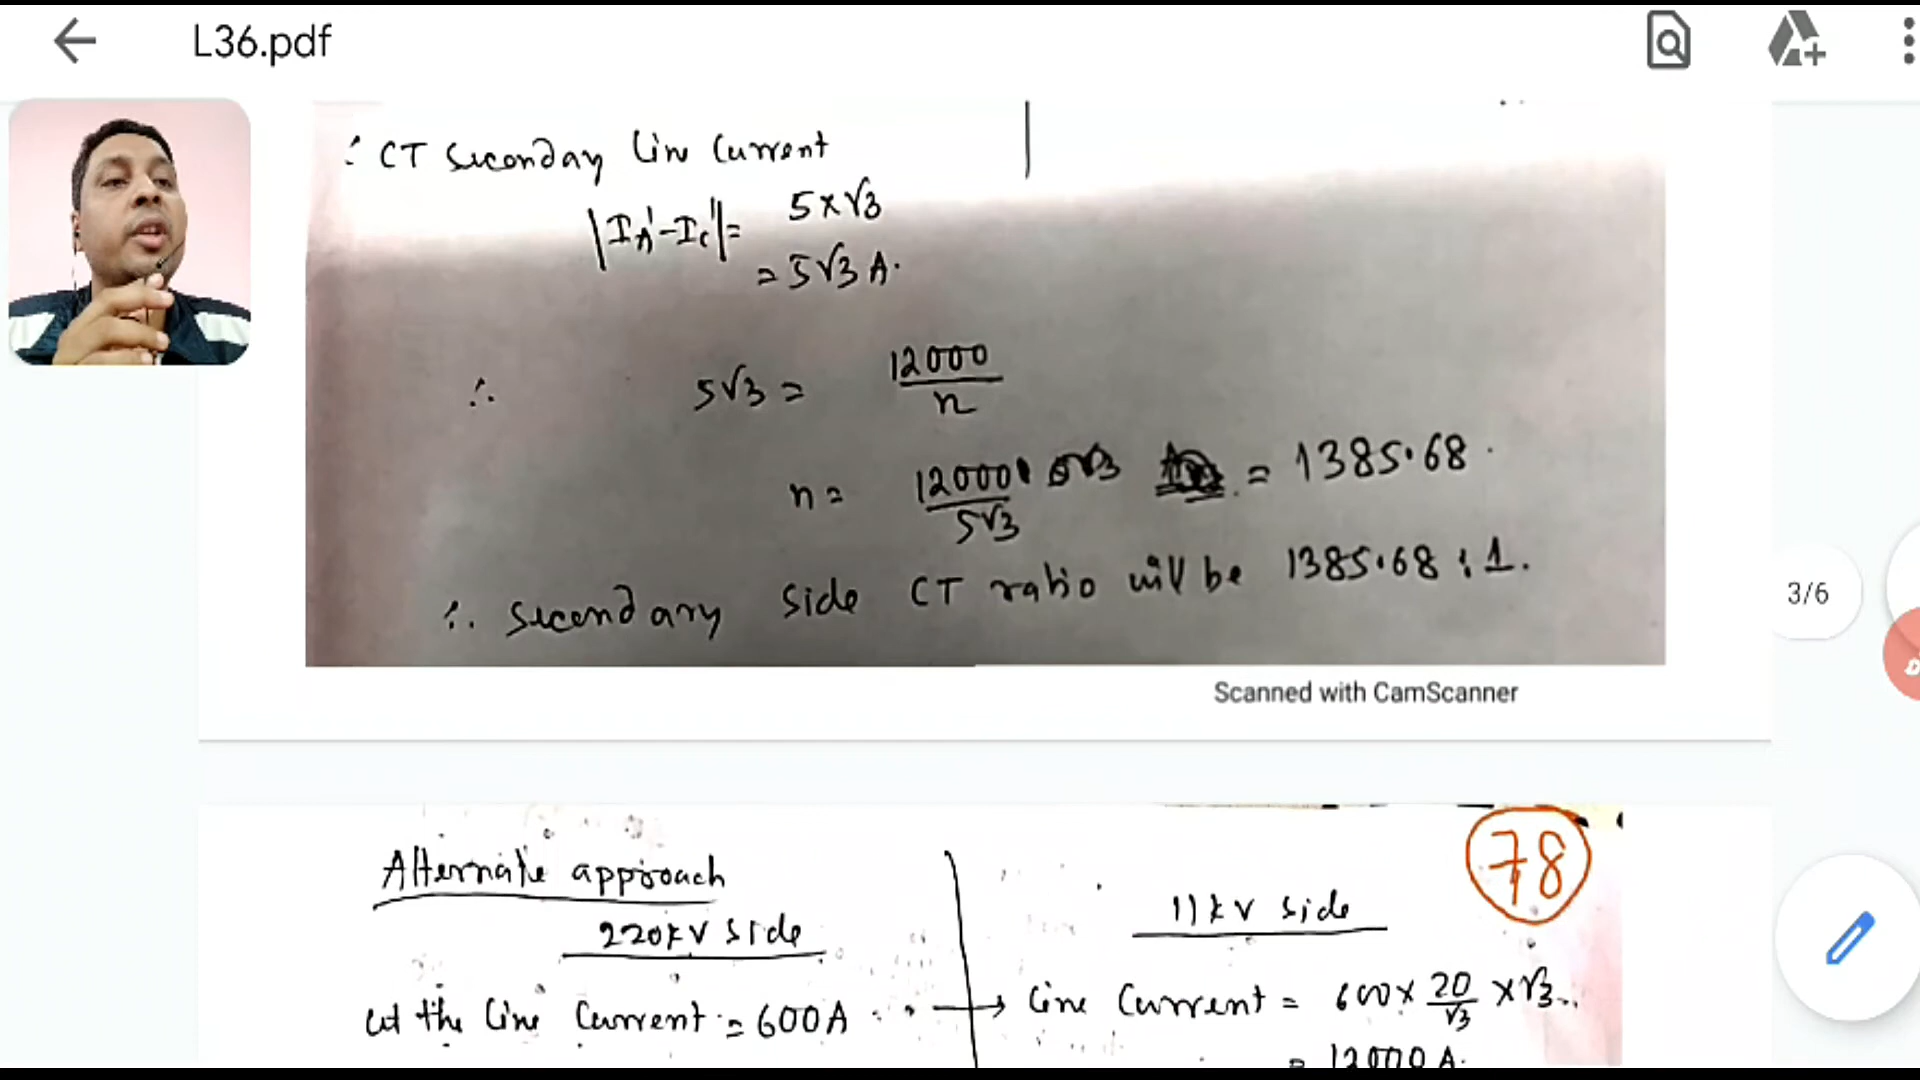 L36.pdf
∴ CT Seconday Line Current
|IA'-Ic'| = 5×√3
= 5√3 A.
∴ 5√3 = 12000/n
n = 12000/5√3 = 1385.68.
∴ Secondary Side CT ratio will be 1385.68 : 1.
3/6
Scanned with CamScanner
78
Alternate approach
220kV Side
Let the Line Current = 600A
11kV Side
→ Line Current = 600× 20/√3 ×√3
= 12000 A.